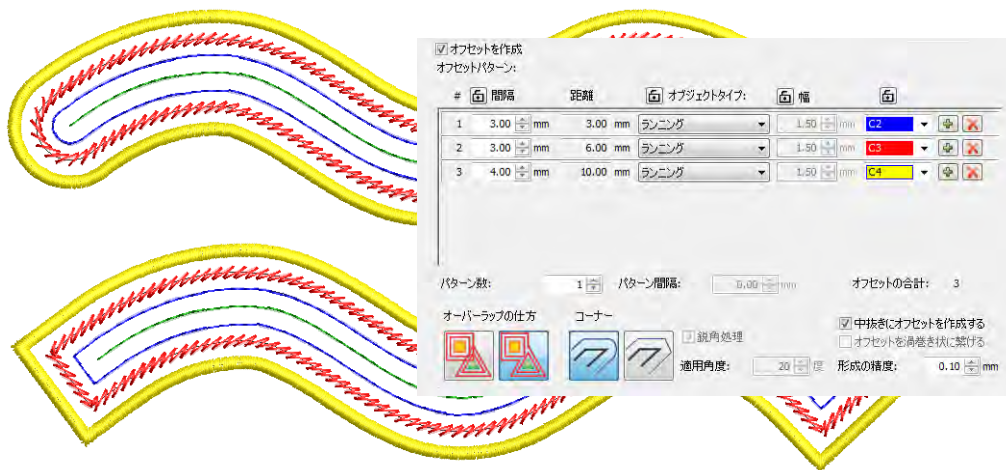 オフセットを作成
オフセットパターン:
# 間隔 距離 オブジェクトタイプ: 幅
1 3.00 mm 3.00 mm ランニング 1.50 mm C2
2 3.00 mm 6.00 mm ランニング 1.50 mm C3
3 4.00 mm 10.00 mm ランニング 1.50 mm C4
パターン数: 1 パターン間隔: 0.00 mm オフセットの合計: 3
オーバーラップの仕方 コーナー 中抜きにオフセットを作成する
鋭角処理 オフセットを渦巻き状に繋げる
適用角度: 20 度 形成の精度: 0.10 mm